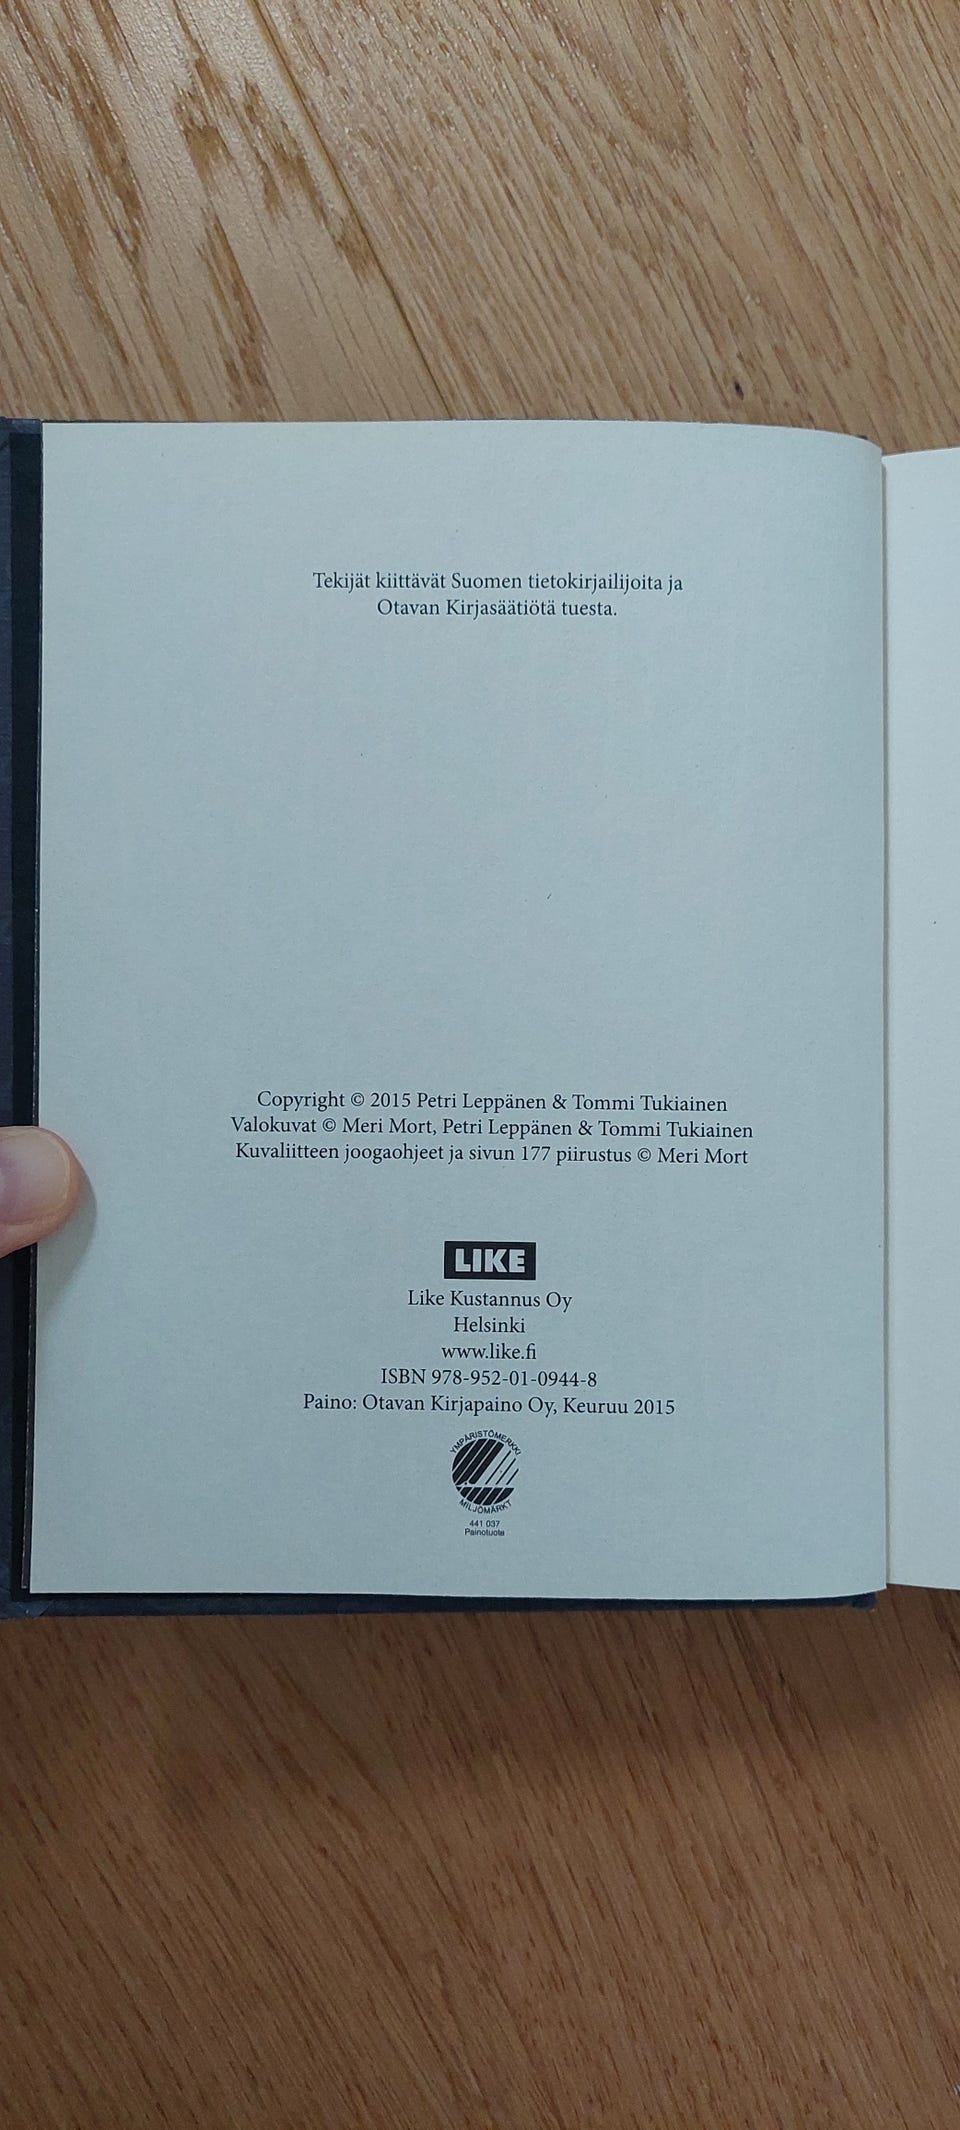 Tekijät kiittävät Suomen tietokirjailijoita ja
Otavan Kirjasäätiötä tuesta.
Copyright © 2015 Petri Leppänen & Tommi Tukiainen
Valokuvat © Meri Mort, Petri Leppänen & Tommi Tukiainen
Kuvaliitteen joogaohjeet ja sivun 177 piirustus © Meri Mort
LIKE
Like Kustannus Oy
Helsinki
www.like.fi
ISBN 978-952-01-0944-8
Paino: Otavan Kirjapaino Oy, Keuruu 2015
YMPÄRISTÖMERKKI
MILJÖMÄRKT
441 037
Painotuote